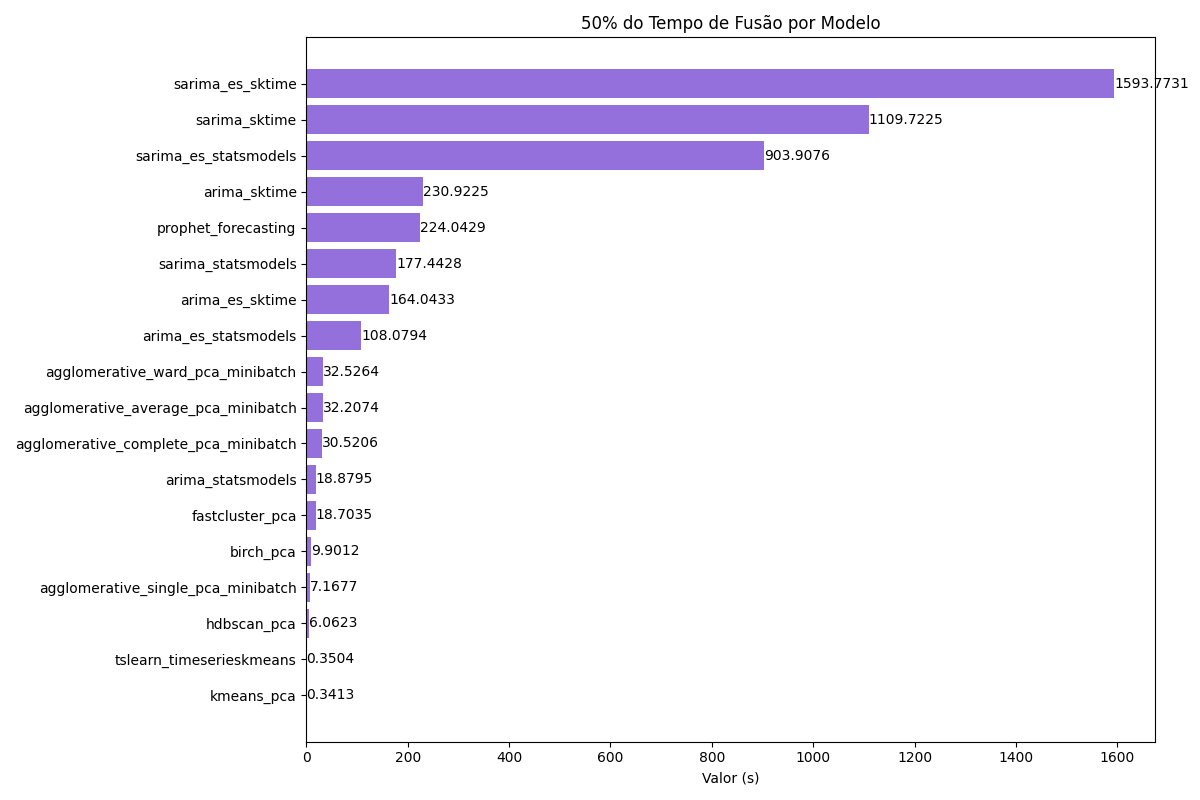 50% do Tempo de Fusão por Modelo
sarima_es_sktime 1593.7731
sarima_sktime 1109.7225
sarima_es_statsmodels 903.9076
arima_sktime 230.9225
prophet_forecasting 224.0429
sarima_statsmodels 177.4428
arima_es_sktime 164.0433
arima_es_statsmodels 108.0794
agglomerative_ward_pca_minibatch 32.5264
agglomerative_average_pca_minibatch 32.2074
agglomerative_complete_pca_minibatch 30.5206
arima_statsmodels 18.8795
fastcluster_pca 18.7035
birch_pca 9.9012
agglomerative_single_pca_minibatch 7.1677
hdbscan_pca 6.0623
tslearn_timeserieskmeans 0.3504
kmeans_pca 0.3413
0 200 400 600 800 1000 1200 1400 1600
Valor (s)